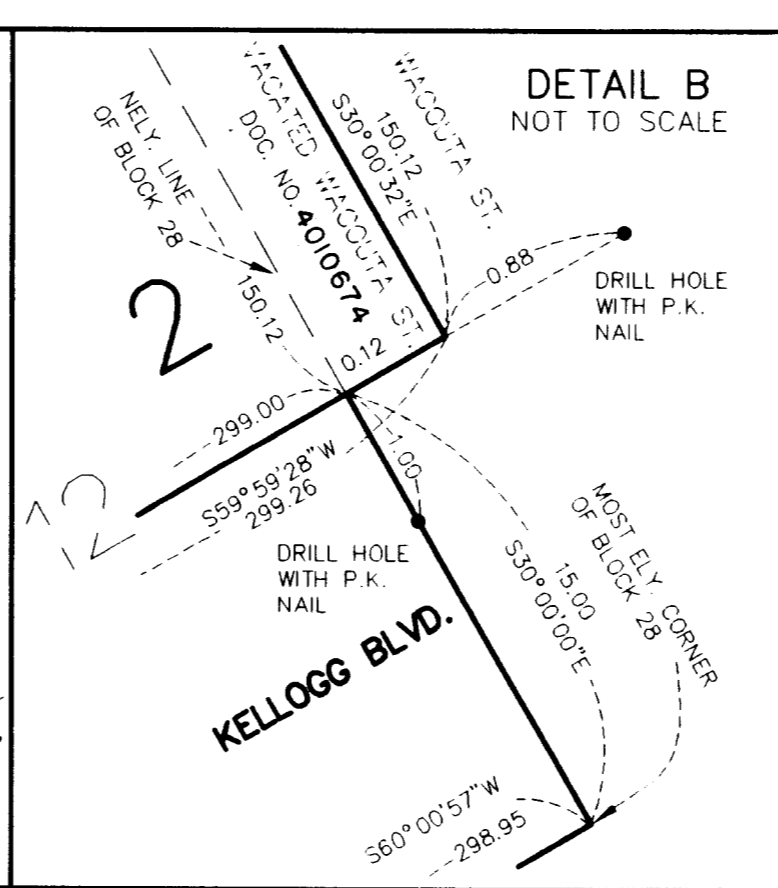 DETAIL B
NOT TO SCALE
NELY. LINE
OF BLOCK 28
VACATED WACOUTA ST.
DOC. NO. 4010674
150.12
S30°00'32"E
WACOUTA ST.
0.88
DRILL HOLE
WITH P.K.
NAIL
2
150.12
0.12
299.00
S59°59'28"W
299.26
12
1.00
DRILL HOLE
WITH P.K.
NAIL
MOST ELY. CORNER
OF BLOCK 28
15.00
S30°00'00"E
KELLOGG BLVD.
S60°00'57"W
298.95